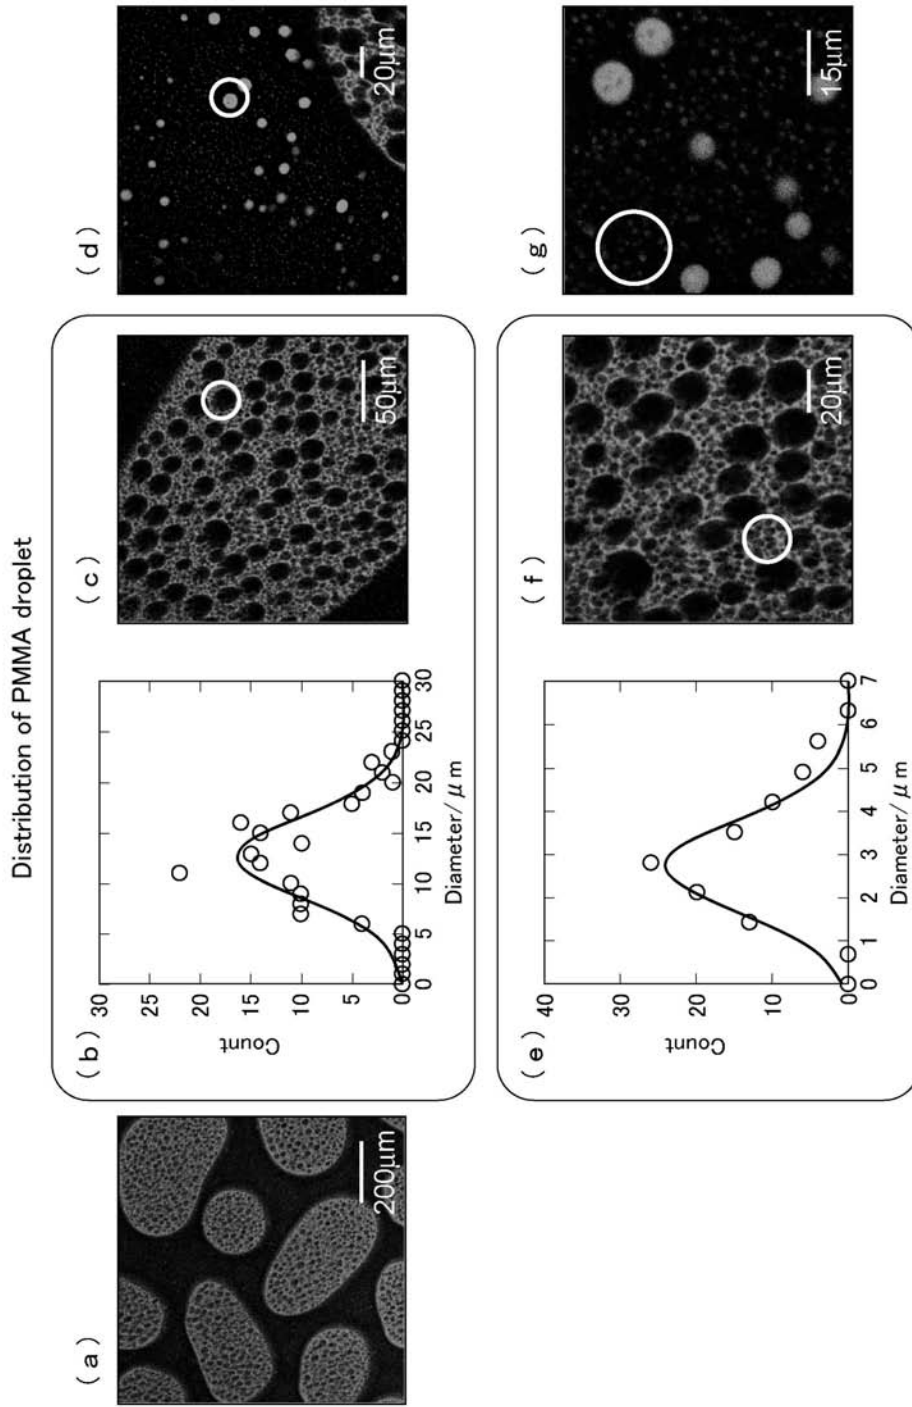 Distribution of PMMA droplet
( a )
200μm
( b )
30
25
20
15
10
5
0
Count
0 5 10 15 20 25 30
Diameter/μm
( c )
50μm
( d )
20μm
( e )
40
30
20
10
0
Count
0 1 2 3 4 5 6 7
Diameter/μm
( f )
20μm
( g )
15μm